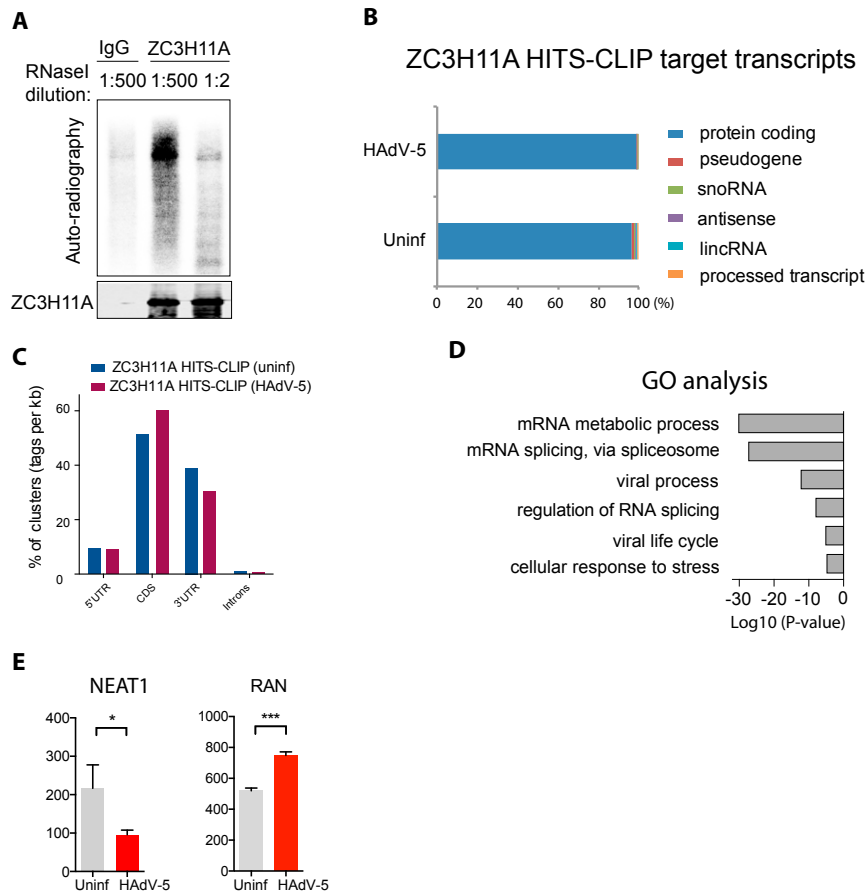 A
IgG ZC3H11A
RNaseI
dilution: 1:500 1:500 1:2
Auto-radiography
ZC3H11A
B
ZC3H11A HITS-CLIP target transcripts
HAdV-5
Uninf
0 20 40 60 80 100 (%)
protein coding
pseudogene
snoRNA
antisense
lincRNA
processed transcript
C
ZC3H11A HITS-CLIP (uninf)
ZC3H11A HITS-CLIP (HAdV-5)
% of clusters (tags per kb)
60
40
20
0
5'UTR CDS 3'UTR Introns
D
GO analysis
mRNA metabolic process
mRNA splicing, via spliceosome
viral process
regulation of RNA splicing
viral life cycle
cellular response to stress
-30 -20 -10 0
Log10 (P-value)
E
NEAT1
*
400
300
200
100
0
Uninf HAdV-5
RAN
***
1000
800
600
400
200
0
Uninf HAdV-5